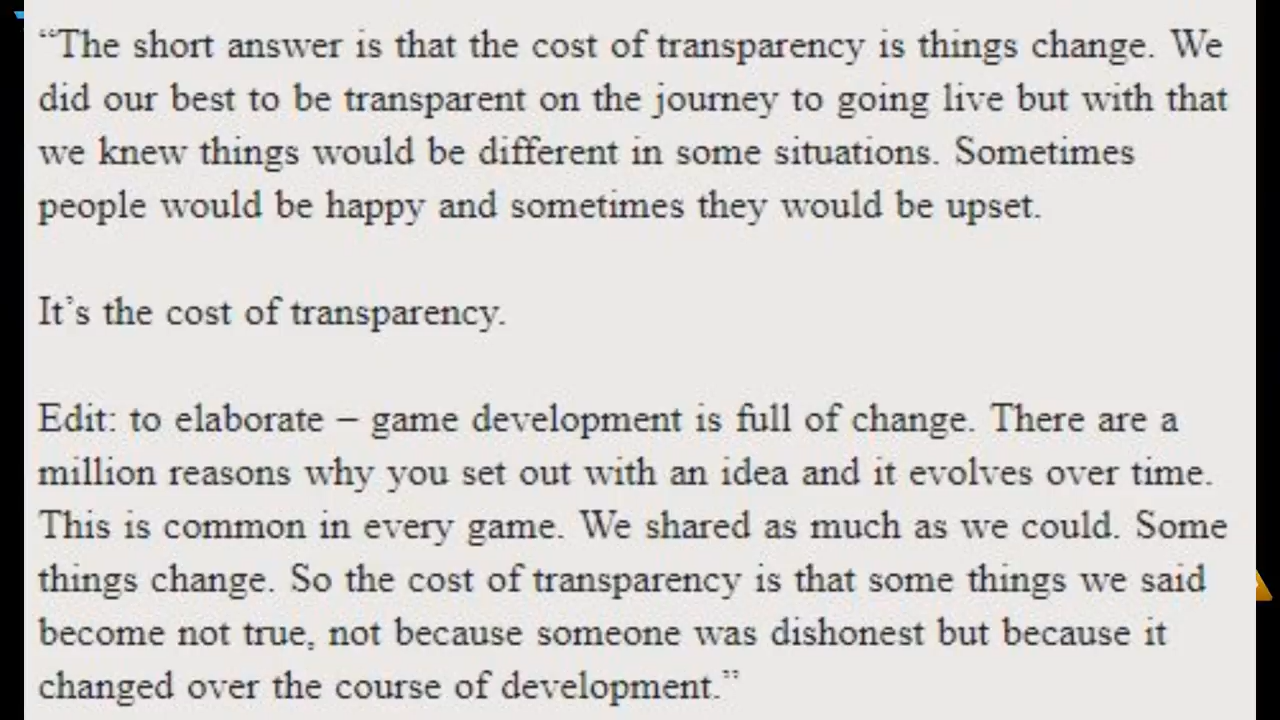 “The short answer is that the cost of transparency is things change. We
did our best to be transparent on the journey to going live but with that
we knew things would be different in some situations. Sometimes
people would be happy and sometimes they would be upset.
It’s the cost of transparency.
Edit: to elaborate – game development is full of change. There are a
million reasons why you set out with an idea and it evolves over time.
This is common in every game. We shared as much as we could. Some
things change. So the cost of transparency is that some things we said
become not true, not because someone was dishonest but because it
changed over the course of development.”